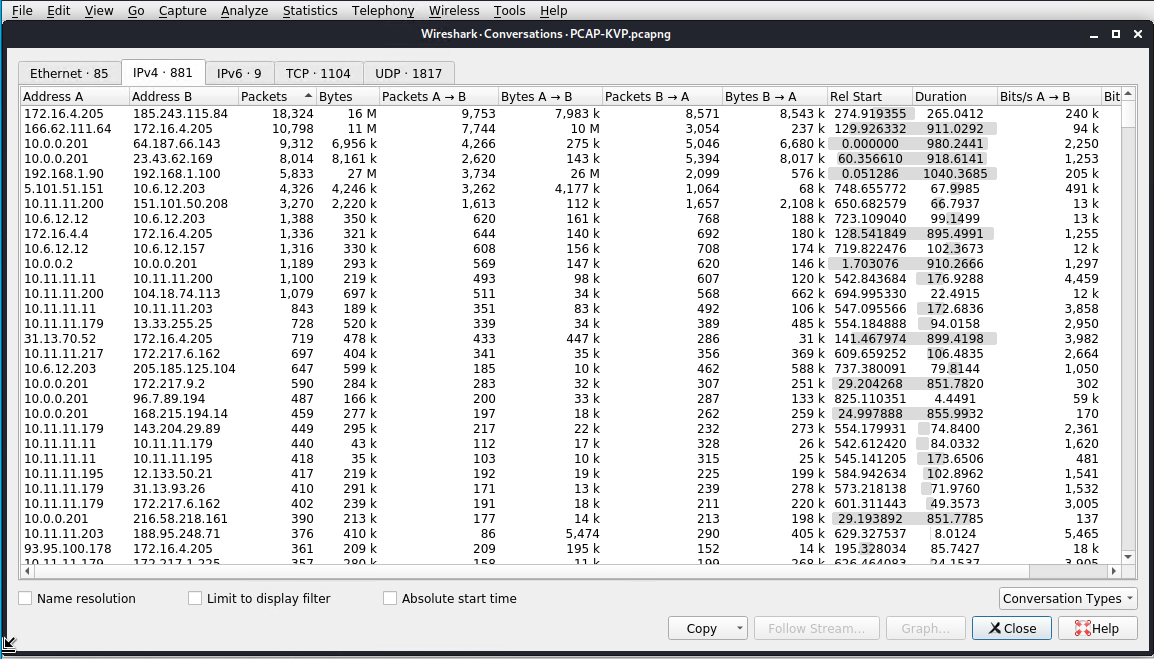 File Edit View Go Capture Analyze Statistics Telephony Wireless Tools Help
Wireshark · Conversations · PCAP-KVP.pcapng
Ethernet · 85 IPv4 · 881 IPv6 · 9 TCP · 1104 UDP · 1817
Address A Address B Packets Bytes Packets A → B Bytes A → B Packets B → A Bytes B → A Rel Start Duration Bits/s A → B Bit
172.16.4.205 185.243.115.84 18,324 16 M 9,753 7,983 k 8,571 8,543 k 274.919355 265.0412 240 k
166.62.111.64 172.16.4.205 10,798 11 M 7,744 10 M 3,054 237 k 129.926332 911.0292 94 k
10.0.0.201 64.187.66.143 9,312 6,956 k 4,266 275 k 5,046 6,680 k 0.000000 980.2441 2,250
10.0.0.201 23.43.62.169 8,014 8,161 k 2,620 143 k 5,394 8,017 k 60.356610 918.6141 1,253
192.168.1.90 192.168.1.100 5,833 27 M 3,734 26 M 2,099 576 k 0.051286 1040.3685 205 k
5.101.51.151 10.6.12.203 4,326 4,246 k 3,262 4,177 k 1,064 68 k 748.655772 67.9985 491 k
10.11.11.200 151.101.50.208 3,270 2,220 k 1,613 112 k 1,657 2,108 k 650.682579 66.7937 13 k
10.6.12.12 10.6.12.203 1,388 350 k 620 161 k 768 188 k 723.109040 99.1499 13 k
172.16.4.4 172.16.4.205 1,336 321 k 644 140 k 692 180 k 128.541849 895.4991 1,255
10.6.12.12 10.6.12.157 1,316 330 k 608 156 k 708 174 k 719.822476 102.3673 12 k
10.0.0.2 10.0.0.201 1,189 293 k 569 147 k 620 146 k 1.703076 910.2666 1,297
10.11.11.11 10.11.11.200 1,100 219 k 493 98 k 607 120 k 542.843684 176.9288 4,459
10.11.11.200 104.18.74.113 1,079 697 k 511 34 k 568 662 k 694.995330 22.4915 12 k
10.11.11.11 10.11.11.203 843 189 k 351 83 k 492 106 k 547.095566 172.6836 3,858
10.11.11.179 13.33.255.25 728 520 k 339 34 k 389 485 k 554.184888 94.0158 2,950
31.13.70.52 172.16.4.205 719 478 k 433 447 k 286 31 k 141.467974 899.4198 3,982
10.11.11.217 172.217.6.162 697 404 k 341 35 k 356 369 k 609.659252 106.4835 2,664
10.6.12.203 205.185.125.104 647 599 k 185 10 k 462 588 k 737.380091 79.8144 1,050
10.0.0.201 172.217.9.2 590 284 k 283 32 k 307 251 k 29.204268 851.7820 302
10.0.0.201 96.7.89.194 487 166 k 200 33 k 287 133 k 825.110351 4.4491 59 k
10.0.0.201 168.215.194.14 459 277 k 197 18 k 262 259 k 24.997888 855.9932 170
10.11.11.179 143.204.29.89 449 295 k 217 22 k 232 273 k 554.179931 74.8400 2,361
10.11.11.11 10.11.11.179 440 43 k 112 17 k 328 26 k 542.612420 84.0332 1,620
10.11.11.11 10.11.11.195 418 35 k 103 10 k 315 25 k 545.141205 173.6506 481
10.11.11.195 12.133.50.21 417 219 k 192 19 k 225 199 k 584.942634 102.8962 1,541
10.11.11.179 31.13.93.26 410 291 k 171 13 k 239 278 k 573.218138 71.9760 1,532
10.11.11.179 172.217.6.162 402 239 k 191 18 k 211 220 k 601.311443 49.3573 3,005
10.0.0.201 216.58.218.161 390 213 k 177 14 k 213 198 k 29.193892 851.7785 137
10.11.11.203 188.95.248.71 376 410 k 86 5,474 290 405 k 629.327537 8.0124 5,465
93.95.100.178 172.16.4.205 361 209 k 209 195 k 152 14 k 195.328034 85.7427 18 k
10.11.11.179 172.217.1.225 357 280 k 158 11 k 199 268 k 626.464083 24.1537 3,905
Name resolution Limit to display filter Absolute start time Conversation Types
Copy Follow Stream... Graph... Close Help